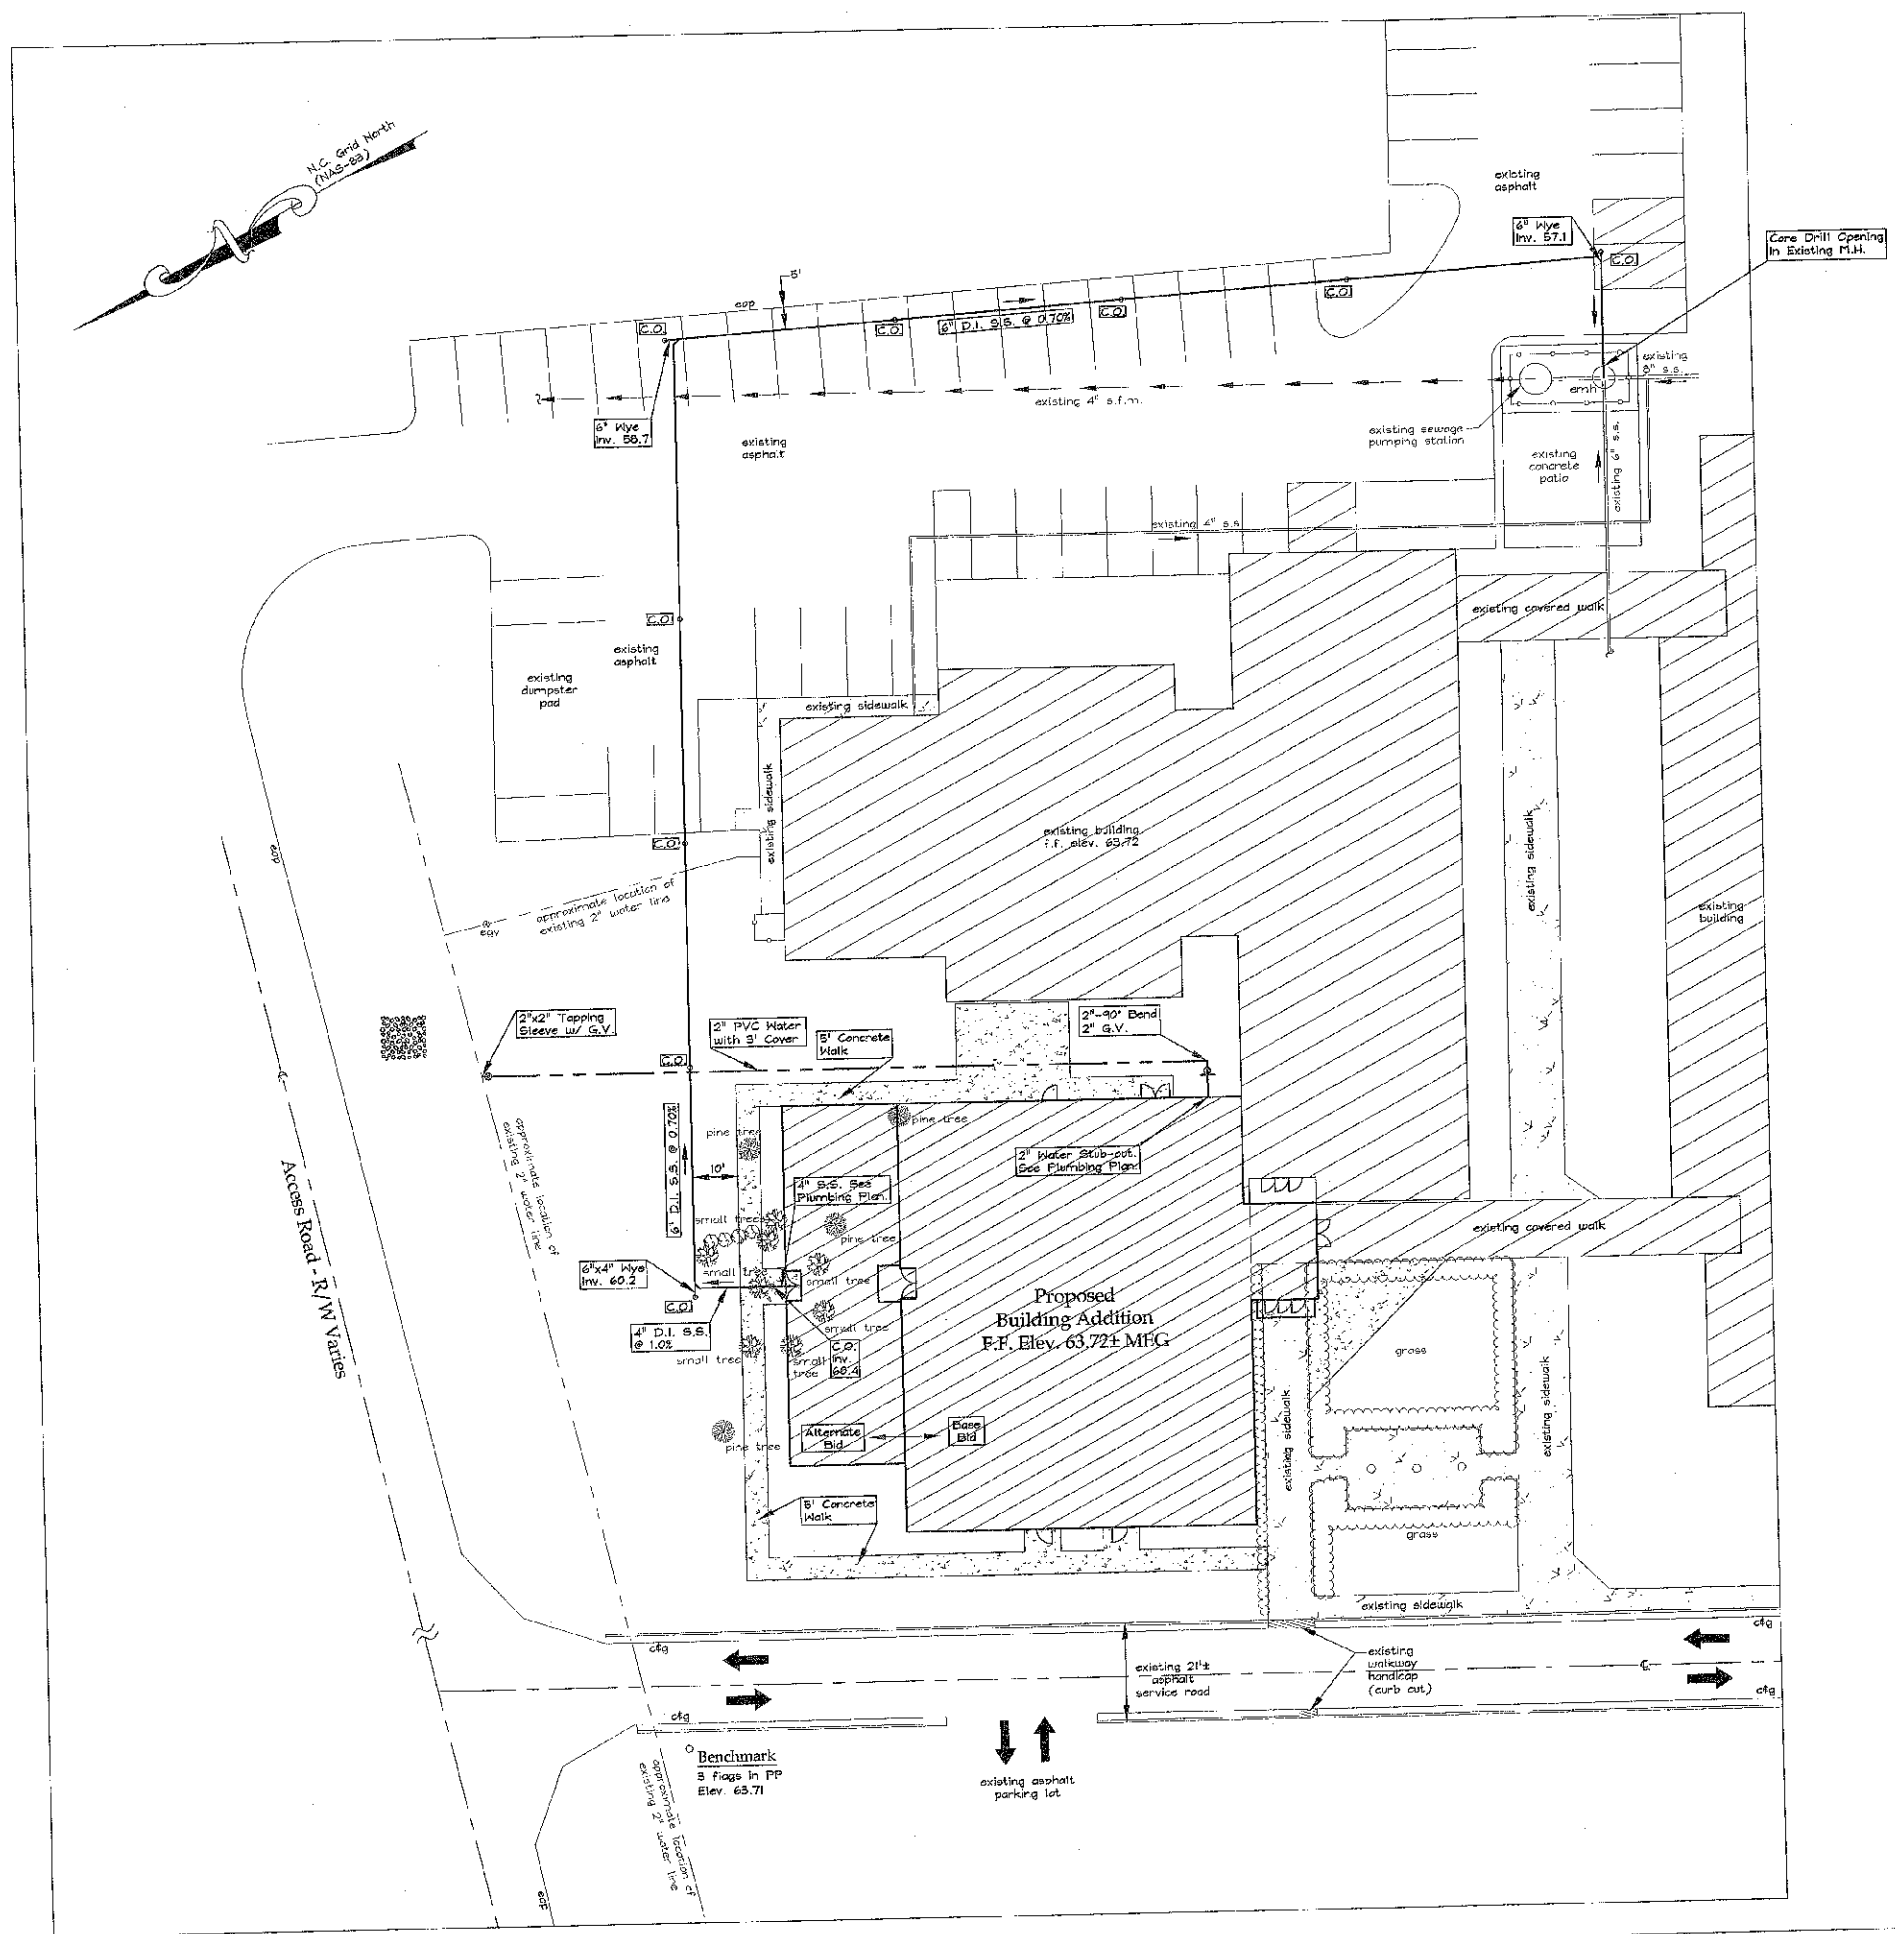 N.C. Grid North
(NAS-83)
existing
asphalt
6" Wye
Inv. 57.1
Core Drill Opening
In Existing M.H.
C.O.
5'
eop
C.O.
C.O.
6" D.I. S.S. @ 0.70%
C.O.
C.O.
existing
8" s.s.
emh
existing 4" s.f.m.
6" Wye
Inv. 58.7
existing
asphalt
existing sewage
pumping station
existing
concrete
patio
existing 6" s.s.
existing 4" s.s.
existing covered walk
C.O.
existing
asphalt
existing
dumpster
pad
existing sidewalk
existing sidewalk
existing building
f.f. elev. 63.72
existing sidewalk
existing
building
eop
C.O.
approximate location of
existing 2" water line
egv
2"x2" Tapping
Sleeve w/ G.V.
2" PVC Water
with 3' Cover
5' Concrete
Walk
2"-90° Bend
2" G.V.
C.O.
pine tree
pine tree
6" D.I. S.S. @ 0.70%
10'
approximate location of
existing 2" water line
2" Water Stub-out.
See Plumbing Plan.
4" S.S. See
Plumbing Plan.
small tree
pine tree
existing covered walk
Access Road - R/W Varies
6"x4" Wye
Inv. 60.2
small tree
small tree
C.O.
Proposed
Building Addition
F.F. Elev. 63.72± MFG
4" D.I. S.S.
@ 1.0%
small tree
small tree
small
tree
C.O.
Inv.
60.4
grass
existing sidewalk
existing sidewalk
pine tree
Alternate
Bid
Base
Bid
5' Concrete
Walk
grass
existing sidewalk
c&g
c&g
existing 21'±
asphalt
service road
existing
walkway
handicap
(curb cut)
c&g
c&g
Benchmark
3 flags in PP
Elev. 63.71
existing asphalt
parking lot
approximate location of
existing 2" water line
eop